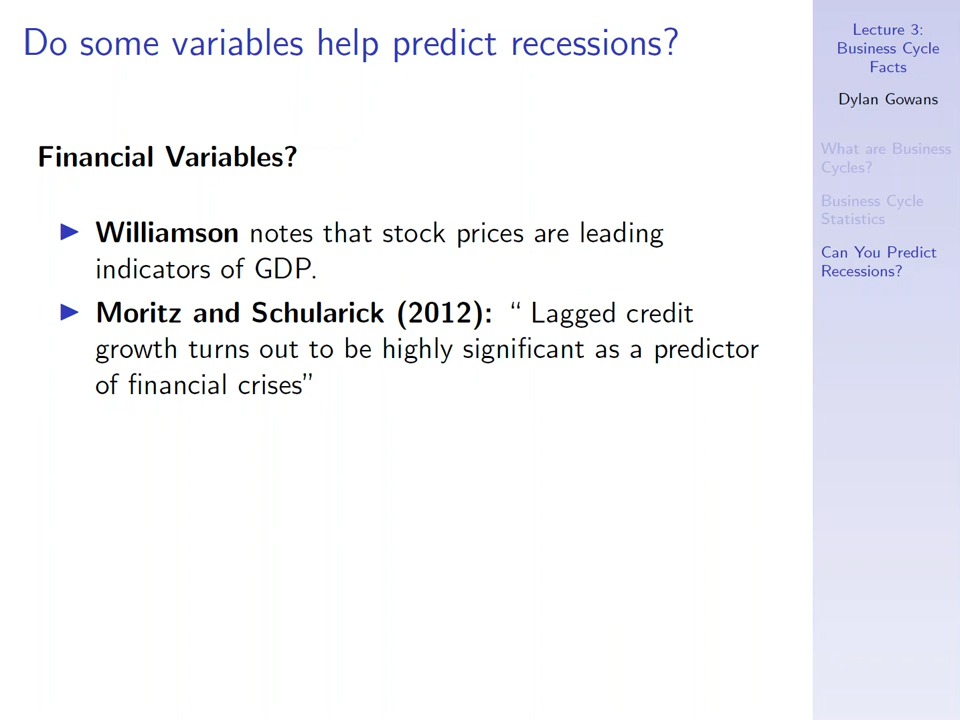 Do some variables help predict recessions?
Financial Variables?
Williamson notes that stock prices are leading
indicators of GDP.
Moritz and Schularick (2012): “ Lagged credit
growth turns out to be highly significant as a predictor
of financial crises”
Lecture 3:
Business Cycle
Facts
Dylan Gowans
What are Business
Cycles?
Business Cycle
Statistics
Can You Predict
Recessions?